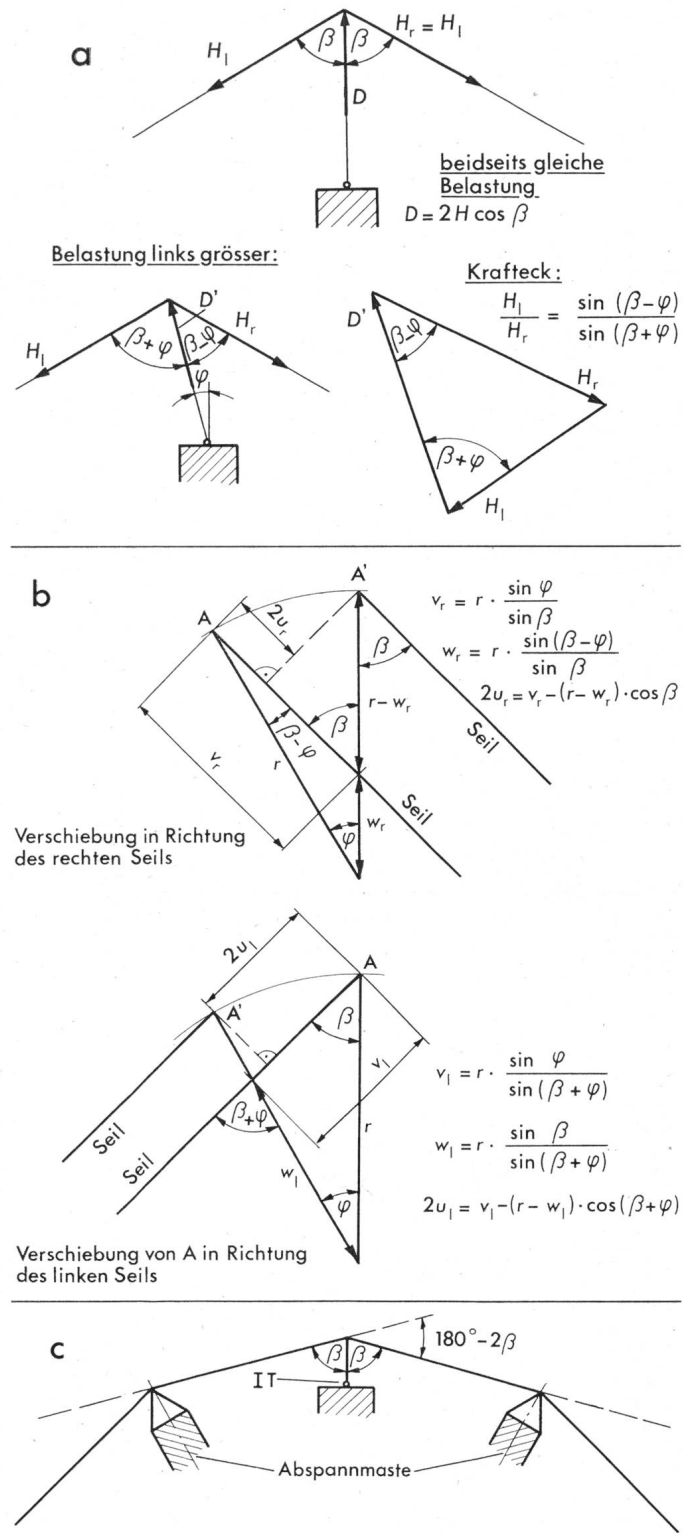 a
H_l
β β
H_r = H_l
D
beidseits gleiche
Belastung
D = 2H cos β
Belastung links grösser:
D'
H_l
β+φ
β-φ
H_r
φ
Krafteck:
H_l / H_r = sin (β-φ) / sin (β+φ)
D'
β-φ
H_r
β+φ
H_l
b
A
A'
2u_r
β
v_r = r · sin φ / sin β
w_r = r · sin (β-φ) / sin β
2u_r = v_r-(r-w_r)·cos β
β
r-w_r
β-φ
r
v_r
Seil
Seil
φ
w_r
Verschiebung in Richtung
des rechten Seils
2u_l
A
A'
β
v_l
v_l = r · sin φ / sin (β+φ)
β+φ
r
Seil
Seil
w_l
w_l = r · sin β / sin (β+φ)
φ
2u_l = v_l-(r-w_l)·cos(β+φ)
Verschiebung von A in Richtung
des linken Seils
c
β β
180°-2β
IT
Abspannmaste